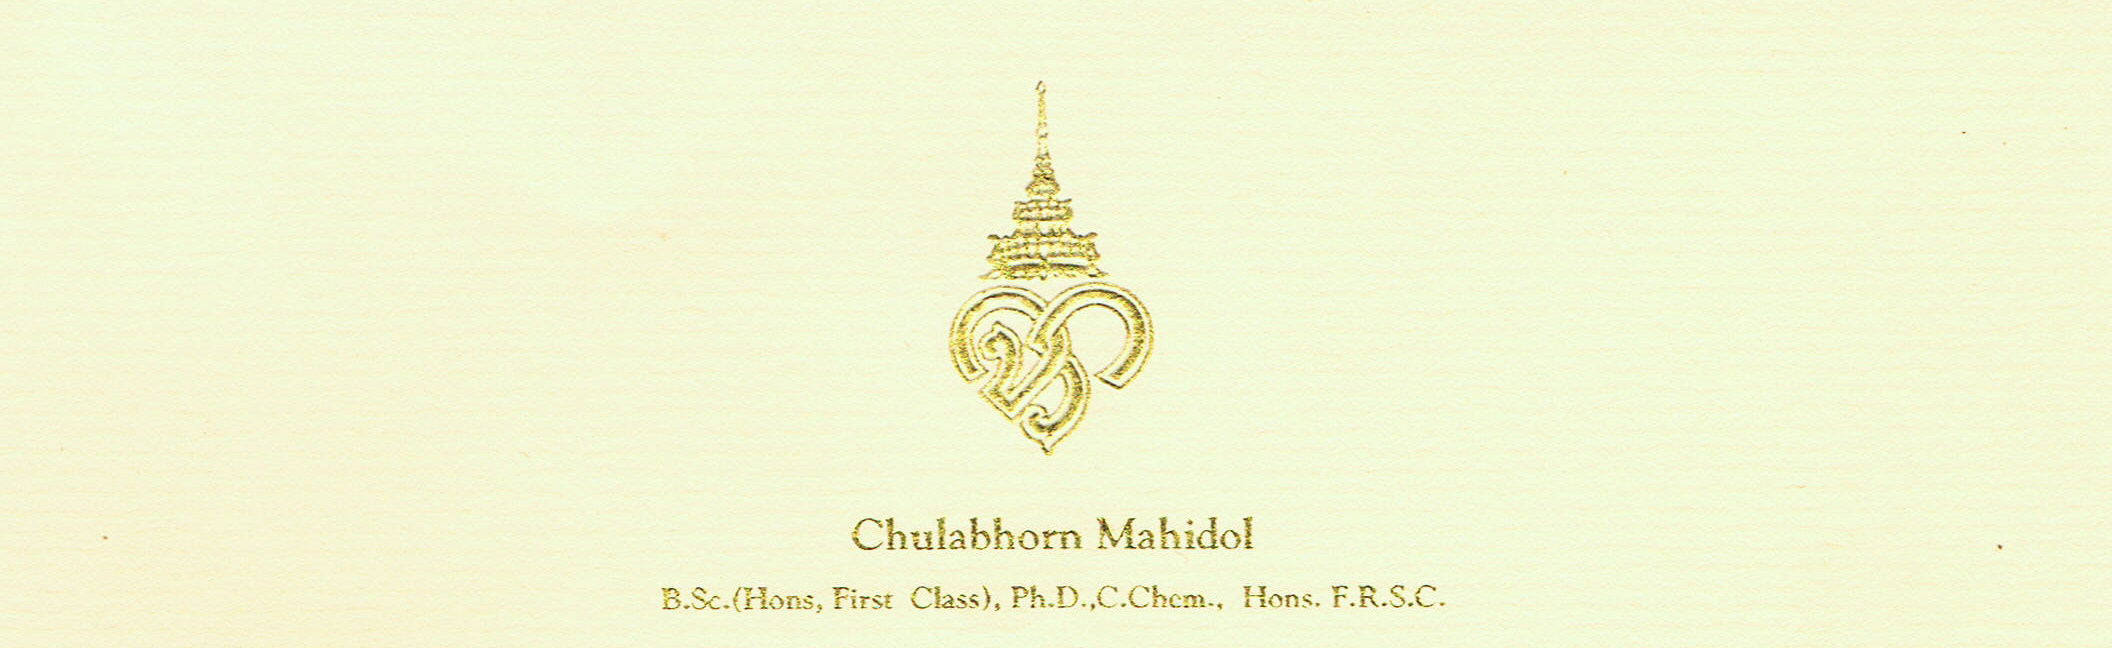 Chulabhorn Mahidol
B.Sc.(Hons, First Class), Ph.D.,C.Chem., Hons. F.R.S.C.